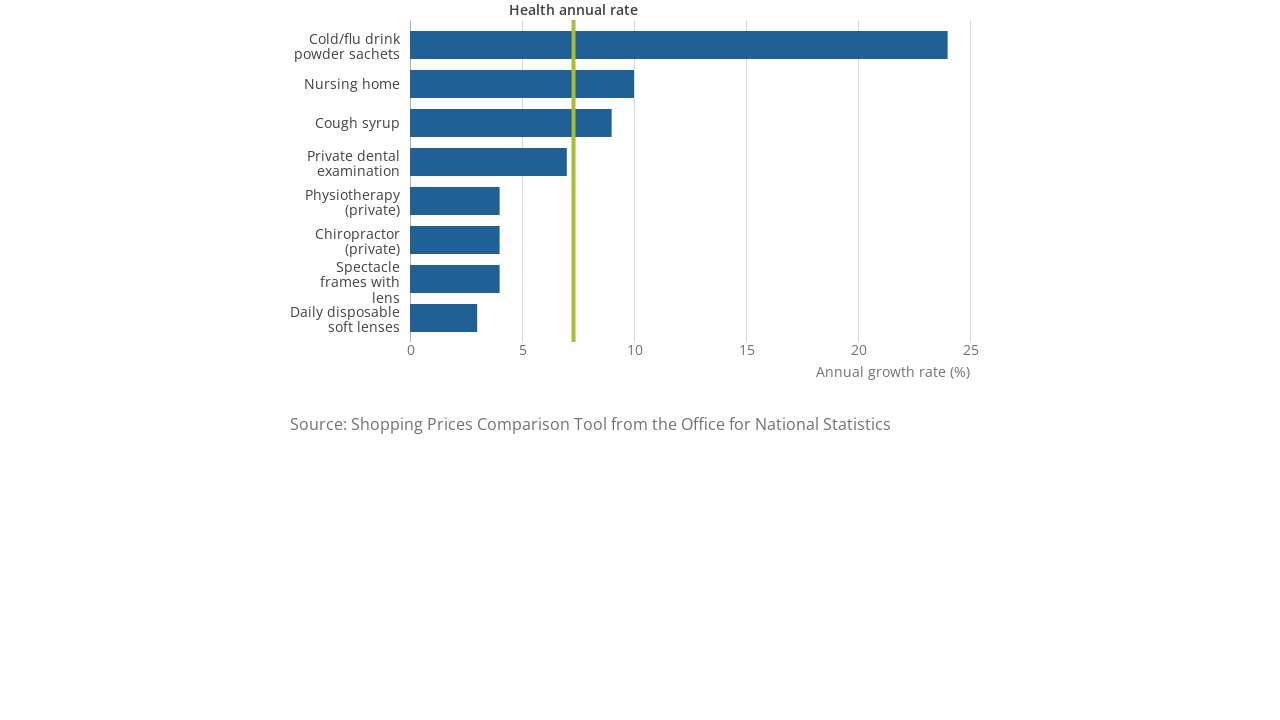 Health annual rate
Cold/flu drink
powder sachets
Nursing home
Cough syrup
Private dental
examination
Physiotherapy
(private)
Chiropractor
(private)
Spectacle
frames with
lens
Daily disposable
soft lenses
0 5 10 15 20 25
Annual growth rate (%)
Source: Shopping Prices Comparison Tool from the Office for National Statistics